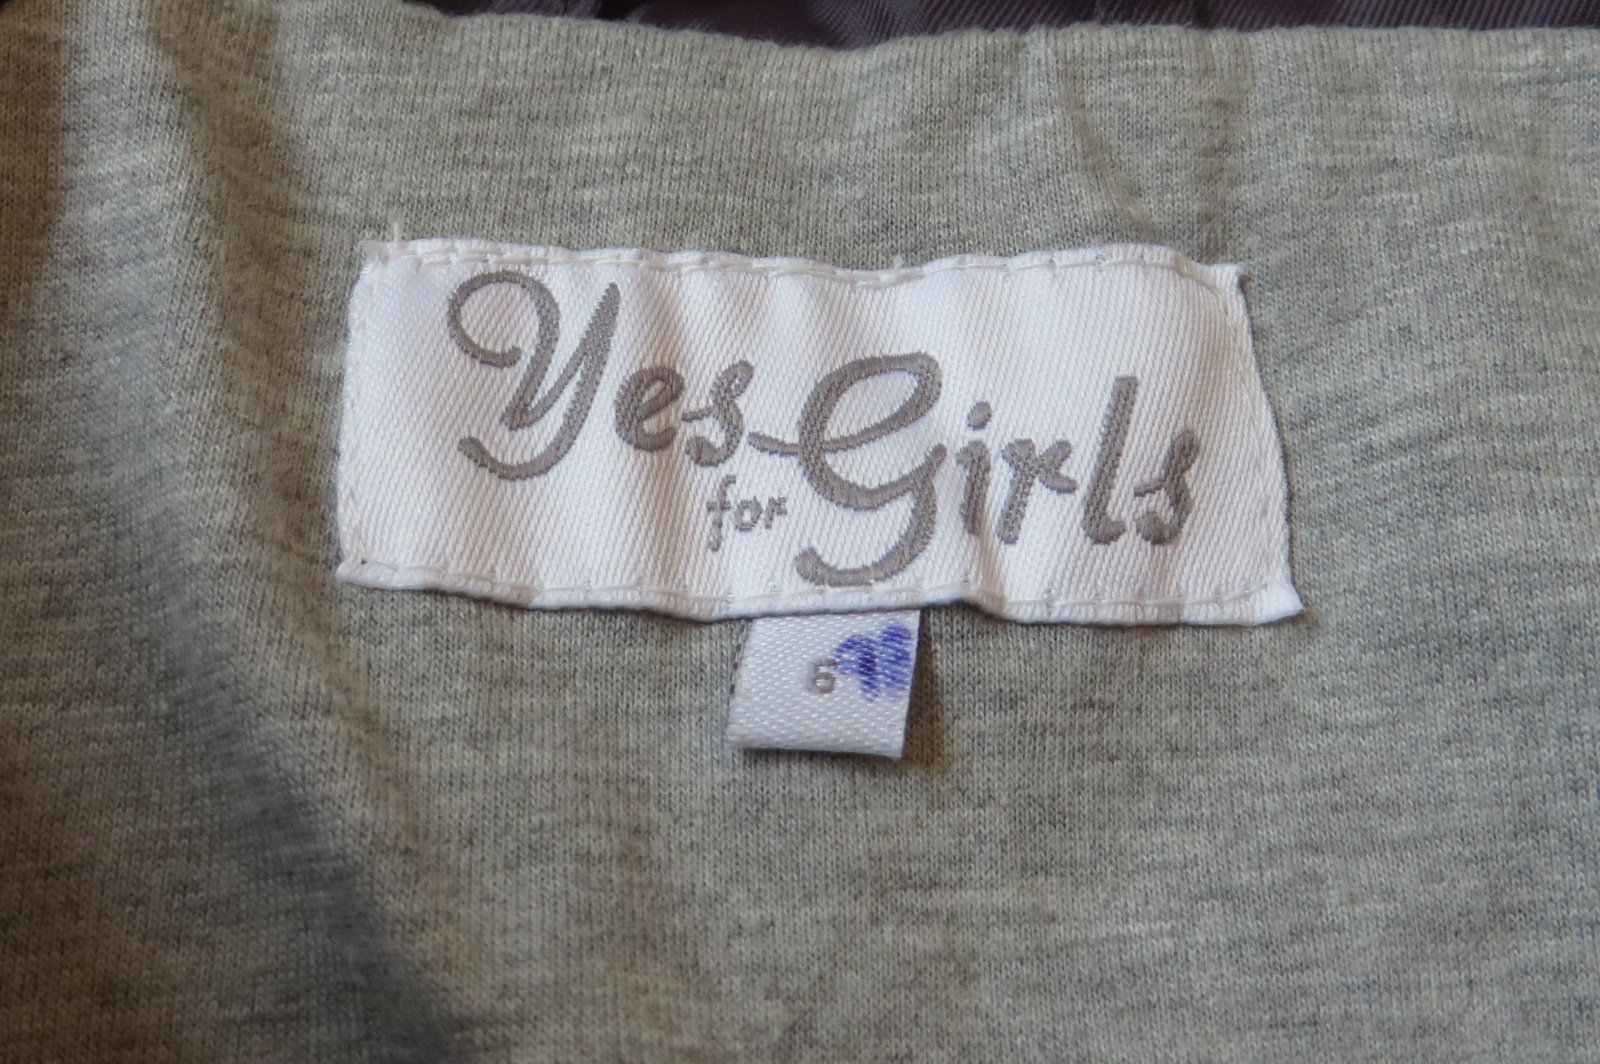 Yes for Girls
6